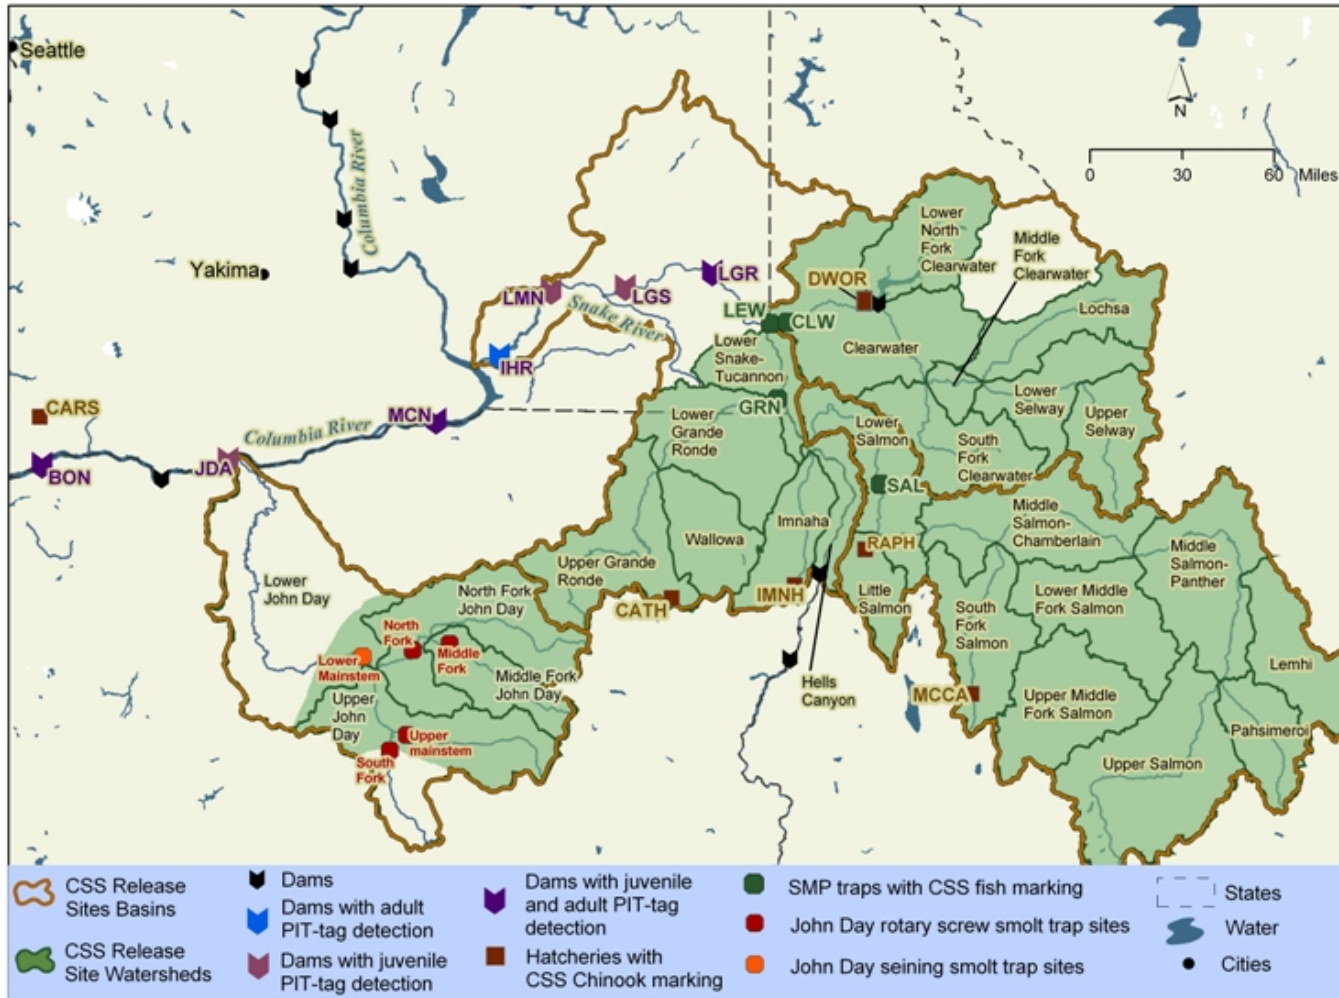 Seattle
Columbia River
N
0 30 60 Miles
Lower
North
Fork
Clearwater
Middle
Fork
Clearwater
Yakima
LMN
LGS
LGR
DWOR
Snake River
LEW
CLW
Lochsa
Clearwater
Lower
Snake-
Tucannon
IHR
Lower
Selway
Upper
Selway
CARS
MCN
GRN
Lower
Grande
Ronde
Lower
Salmon
South
Fork
Clearwater
Columbia River
BON
JDA
SAL
Imnaha
Middle
Salmon-
Chamberlain
Wallowa
RAPH
Middle
Salmon-
Panther
Upper Grande
Ronde
Lower
John Day
North Fork
John Day
CATH
IMNH
Little
Salmon
South
Fork
Salmon
Lower Middle
Fork Salmon
North
Fork
Middle
Fork
Lower
Mainstem
Middle Fork
John Day
Lemhi
Hells
Canyon
MCCA
Upper Middle
Fork Salmon
Upper
John
Day
Upper
mainstem
Pahsimeroi
South
Fork
Upper Salmon
CSS Release
Sites Basins
CSS Release
Site Watersheds
Dams
Dams with adult
PIT-tag detection
Dams with juvenile
PIT-tag detection
Dams with juvenile
and adult PIT-tag
detection
Hatcheries with
CSS Chinook marking
SMP traps with CSS fish marking
John Day rotary screw smolt trap sites
John Day seining smolt trap sites
States
Water
Cities